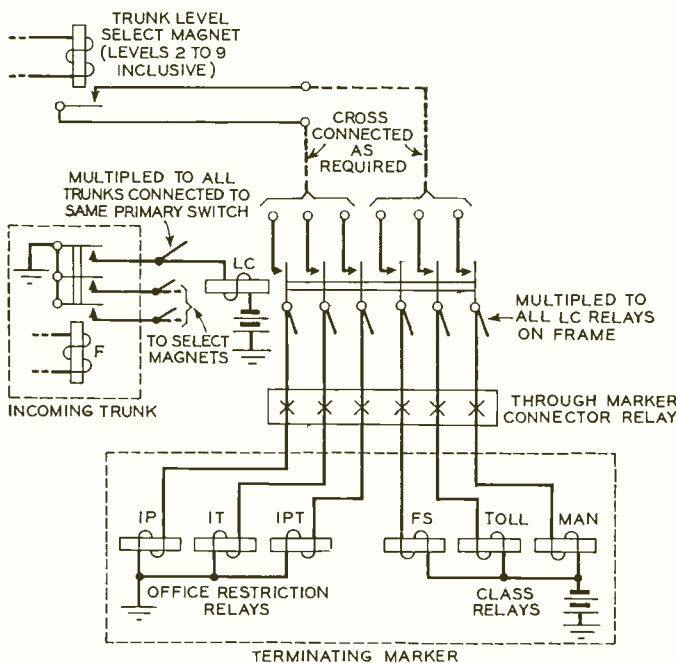 TRUNK LEVEL
SELECT MAGNET
(LEVELS 2 TO 9
INCLUSIVE)
CROSS
CONNECTED
AS
REQUIRED
MULTIPLED TO ALL
TRUNKS CONNECTED TO
SAME PRIMARY SWITCH
LC
MULTIPLED TO
ALL LC RELAYS
ON FRAME
F
TO SELECT
MAGNETS
INCOMING TRUNK
THROUGH MARKER
CONNECTOR RELAY
IP
IT
IPT
FS
TOLL
MAN
OFFICE RESTRICTION
RELAYS
CLASS
RELAYS
TERMINATING MARKER